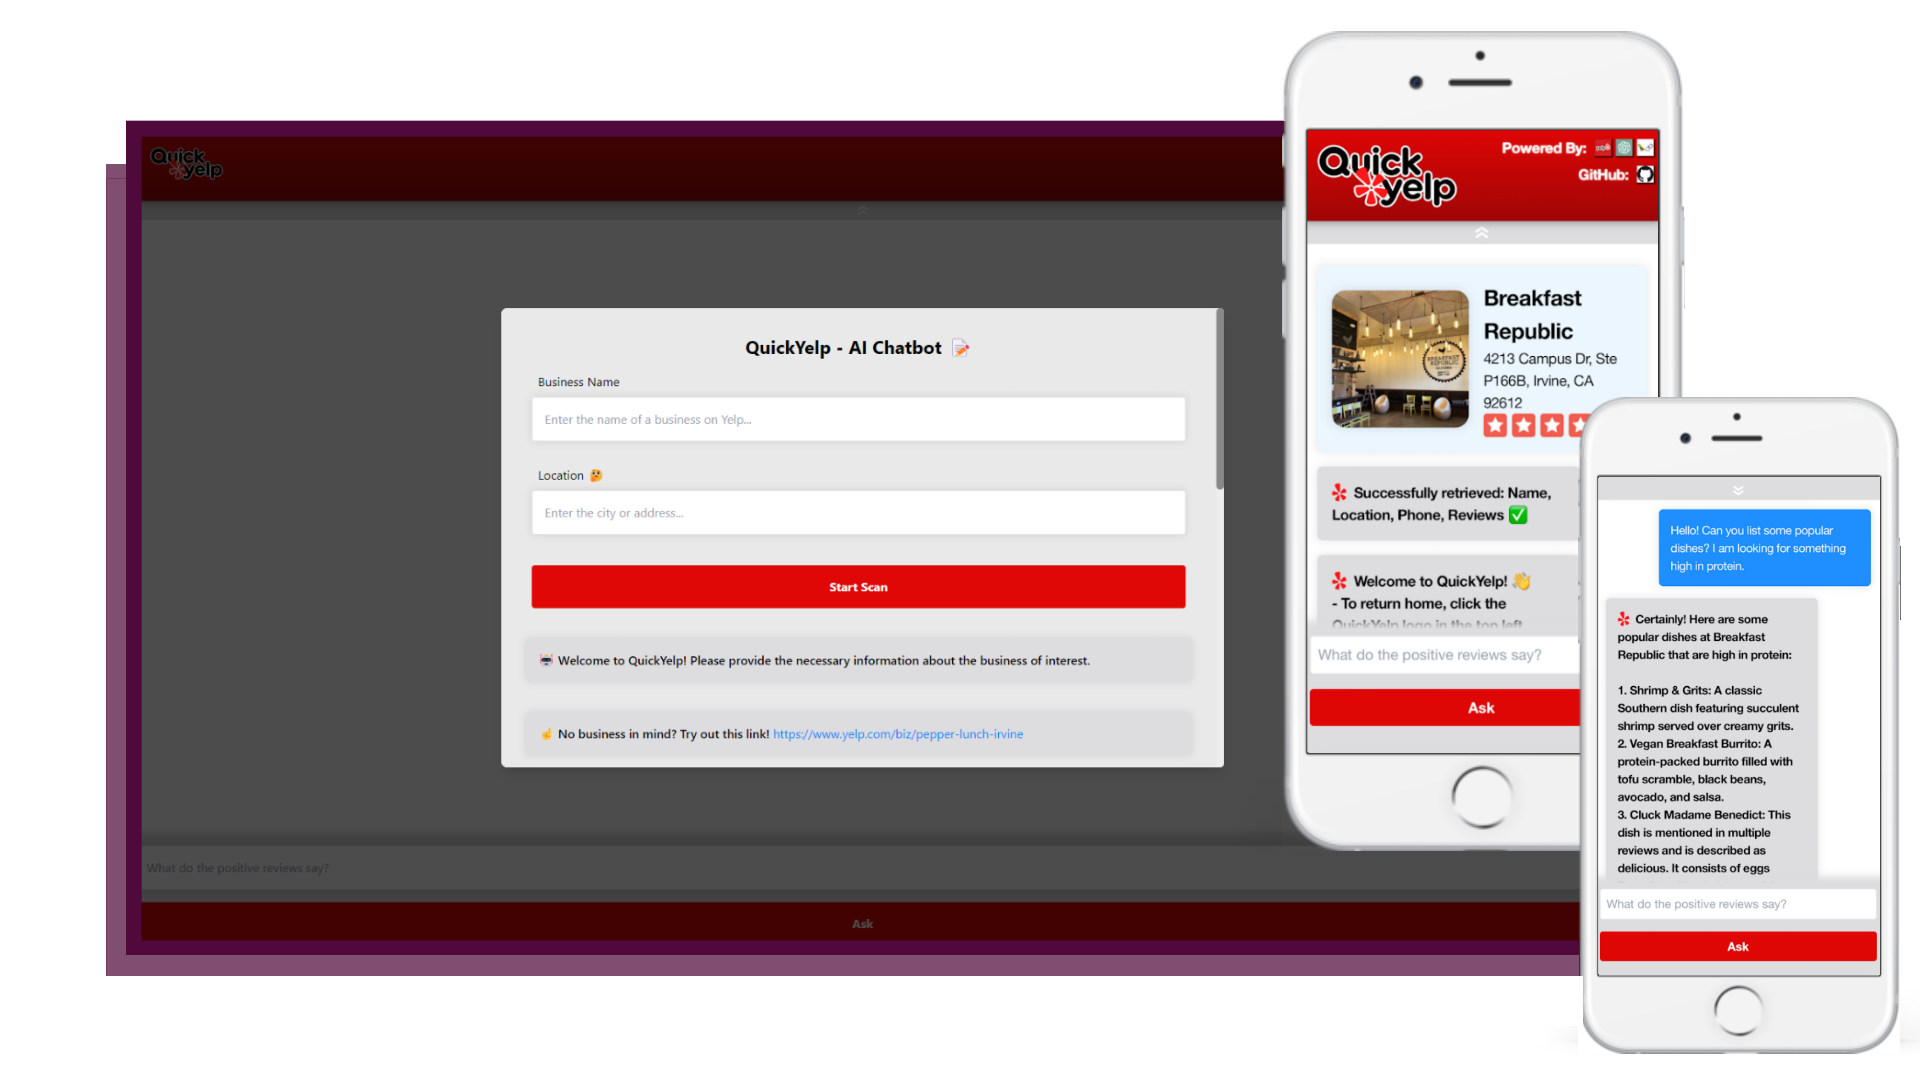 Quick
yelp
QuickYelp - AI Chatbot
Business Name
Enter the name of a business on Yelp...
Location
Enter the city or address...
Start Scan
Welcome to QuickYelp! Please provide the necessary information about the business of interest.
No business in mind? Try out this link! https://www.yelp.com/biz/pepper-lunch-irvine
What do the positive reviews say?
Ask
Quick
yelp
Powered By:
GitHub:
BREAKFAST
REPUBLIC
Breakfast
Republic
4213 Campus Dr, Ste
P166B, Irvine, CA
92612
Successfully retrieved: Name,
Location, Phone, Reviews
Welcome to QuickYelp!
- To return home, click the
QuickYelp logo in the top left
What do the positive reviews say?
Ask
Hello! Can you list some popular
dishes? I am looking for something
high in protein.
Certainly! Here are some
popular dishes at Breakfast
Republic that are high in protein:
1. Shrimp & Grits: A classic
Southern dish featuring succulent
shrimp served over creamy grits.
2. Vegan Breakfast Burrito: A
protein-packed burrito filled with
tofu scramble, black beans,
avocado, and salsa.
3. Cluck Madame Benedict: This
dish is mentioned in multiple
reviews and is described as
delicious. It consists of eggs
What do the positive reviews say?
Ask